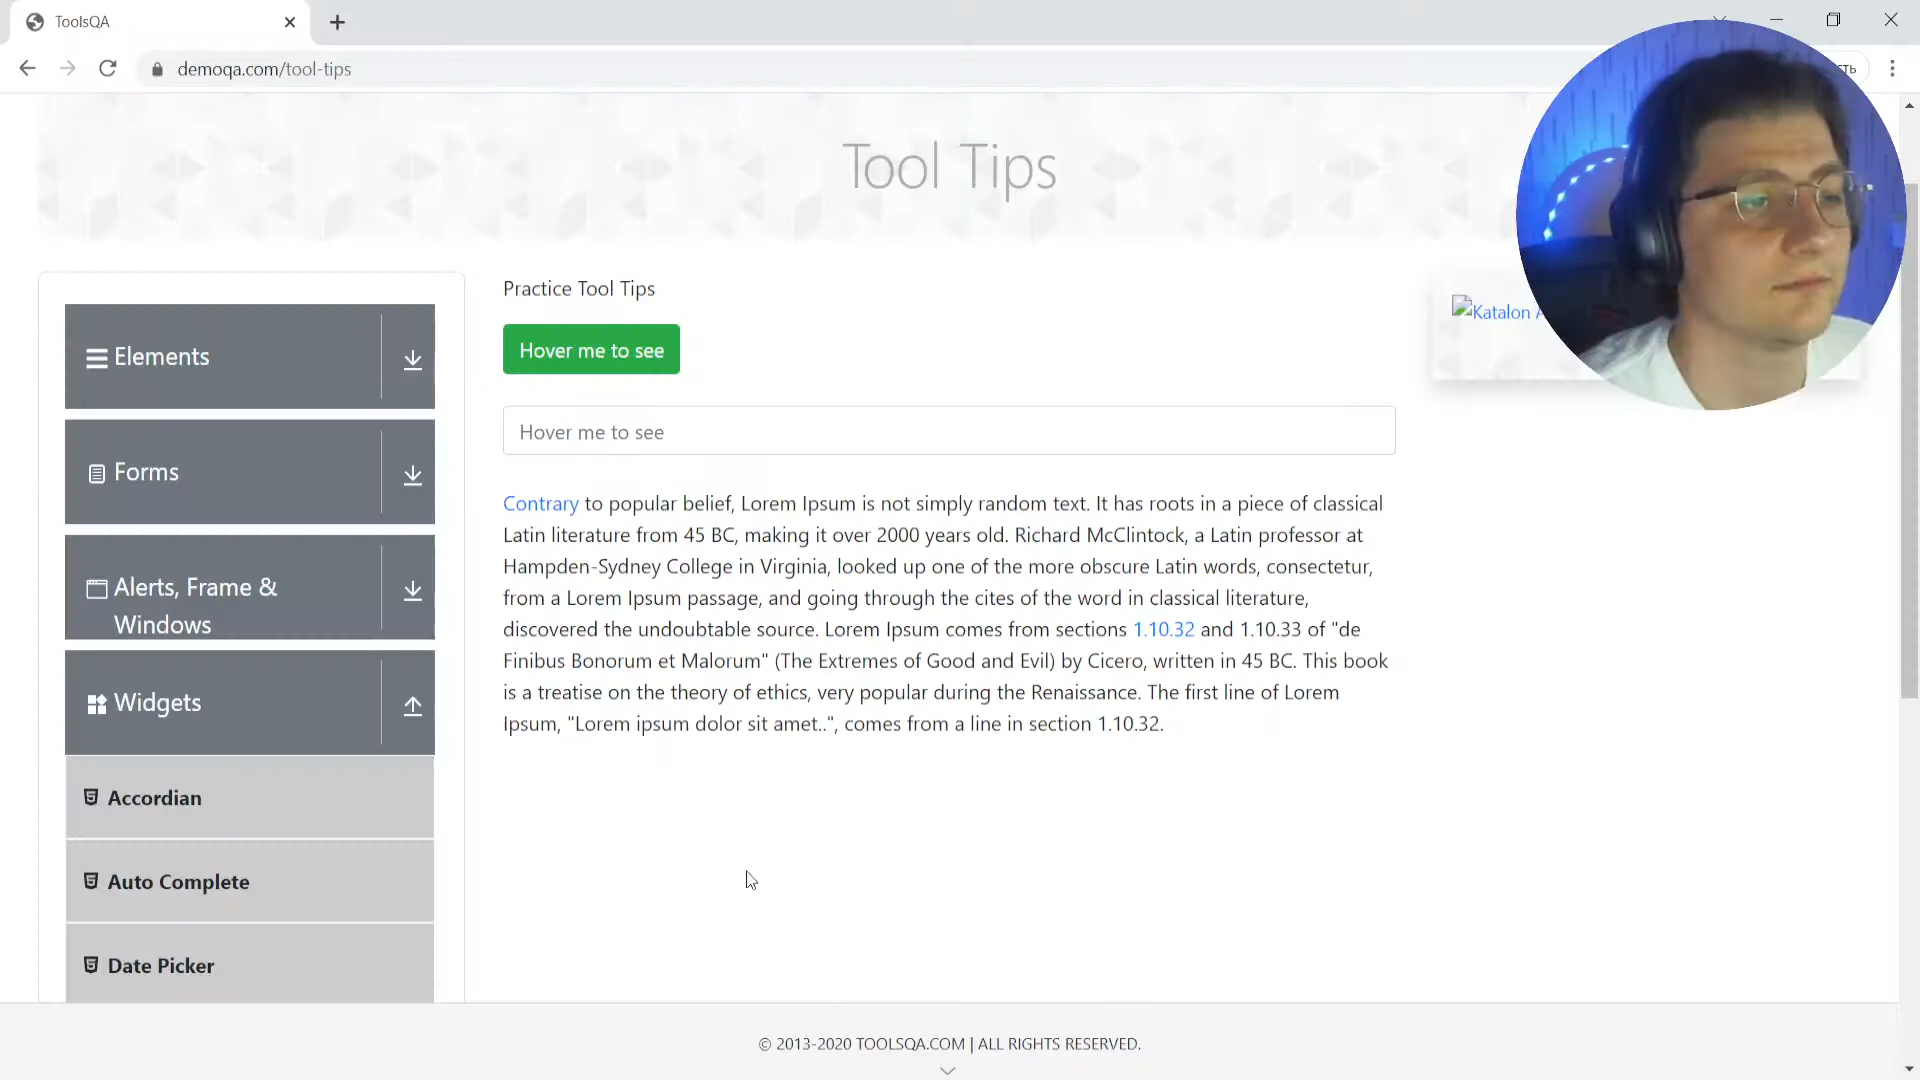 ToolsQA
demoqa.com/tool-tips
Tool Tips
Elements
Forms
Alerts, Frame &
Windows
Widgets
Accordian
Auto Complete
Date Picker
Practice Tool Tips
Hover me to see
Hover me to see
Contrary to popular belief, Lorem Ipsum is not simply random text. It has roots in a piece of classical
Latin literature from 45 BC, making it over 2000 years old. Richard McClintock, a Latin professor at
Hampden-Sydney College in Virginia, looked up one of the more obscure Latin words, consectetur,
from a Lorem Ipsum passage, and going through the cites of the word in classical literature,
discovered the undoubtable source. Lorem Ipsum comes from sections 1.10.32 and 1.10.33 of "de
Finibus Bonorum et Malorum" (The Extremes of Good and Evil) by Cicero, written in 45 BC. This book
is a treatise on the theory of ethics, very popular during the Renaissance. The first line of Lorem
Ipsum, "Lorem ipsum dolor sit amet..", comes from a line in section 1.10.32.
Katalon
© 2013-2020 TOOLSQA.COM | ALL RIGHTS RESERVED.